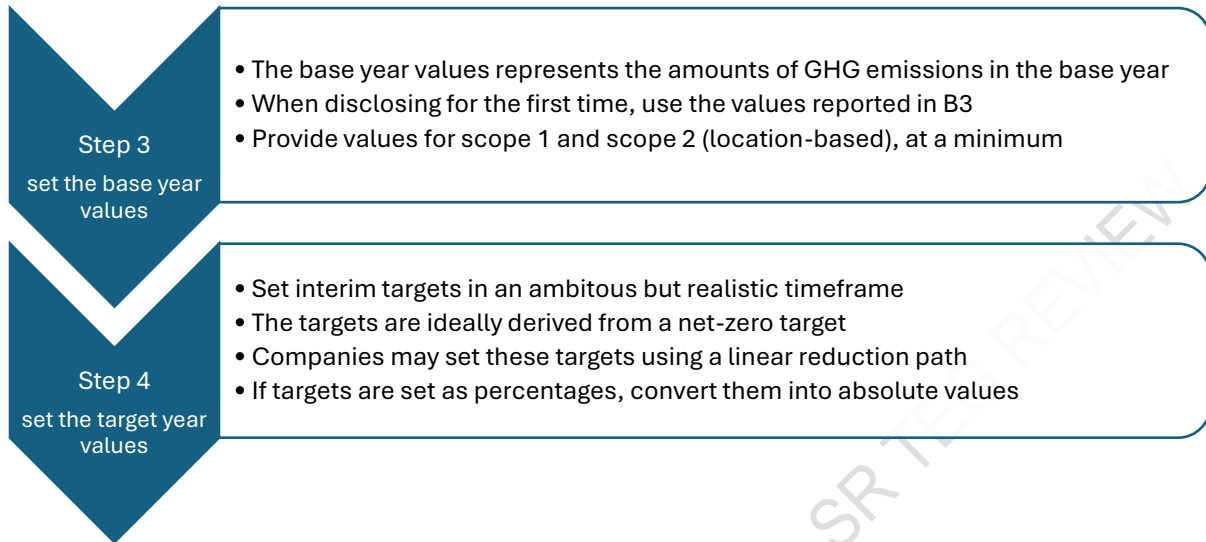 Step 3
set the base year
values
• The base year values represents the amounts of GHG emissions in the base year
• When disclosing for the first time, use the values reported in B3
• Provide values for scope 1 and scope 2 (location-based), at a minimum
Step 4
set the target year
values
• Set interim targets in an ambitous but realistic timeframe
• The targets are ideally derived from a net-zero target
• Companies may set these targets using a linear reduction path
• If targets are set as percentages, convert them into absolute values
SR TEG REVIEW